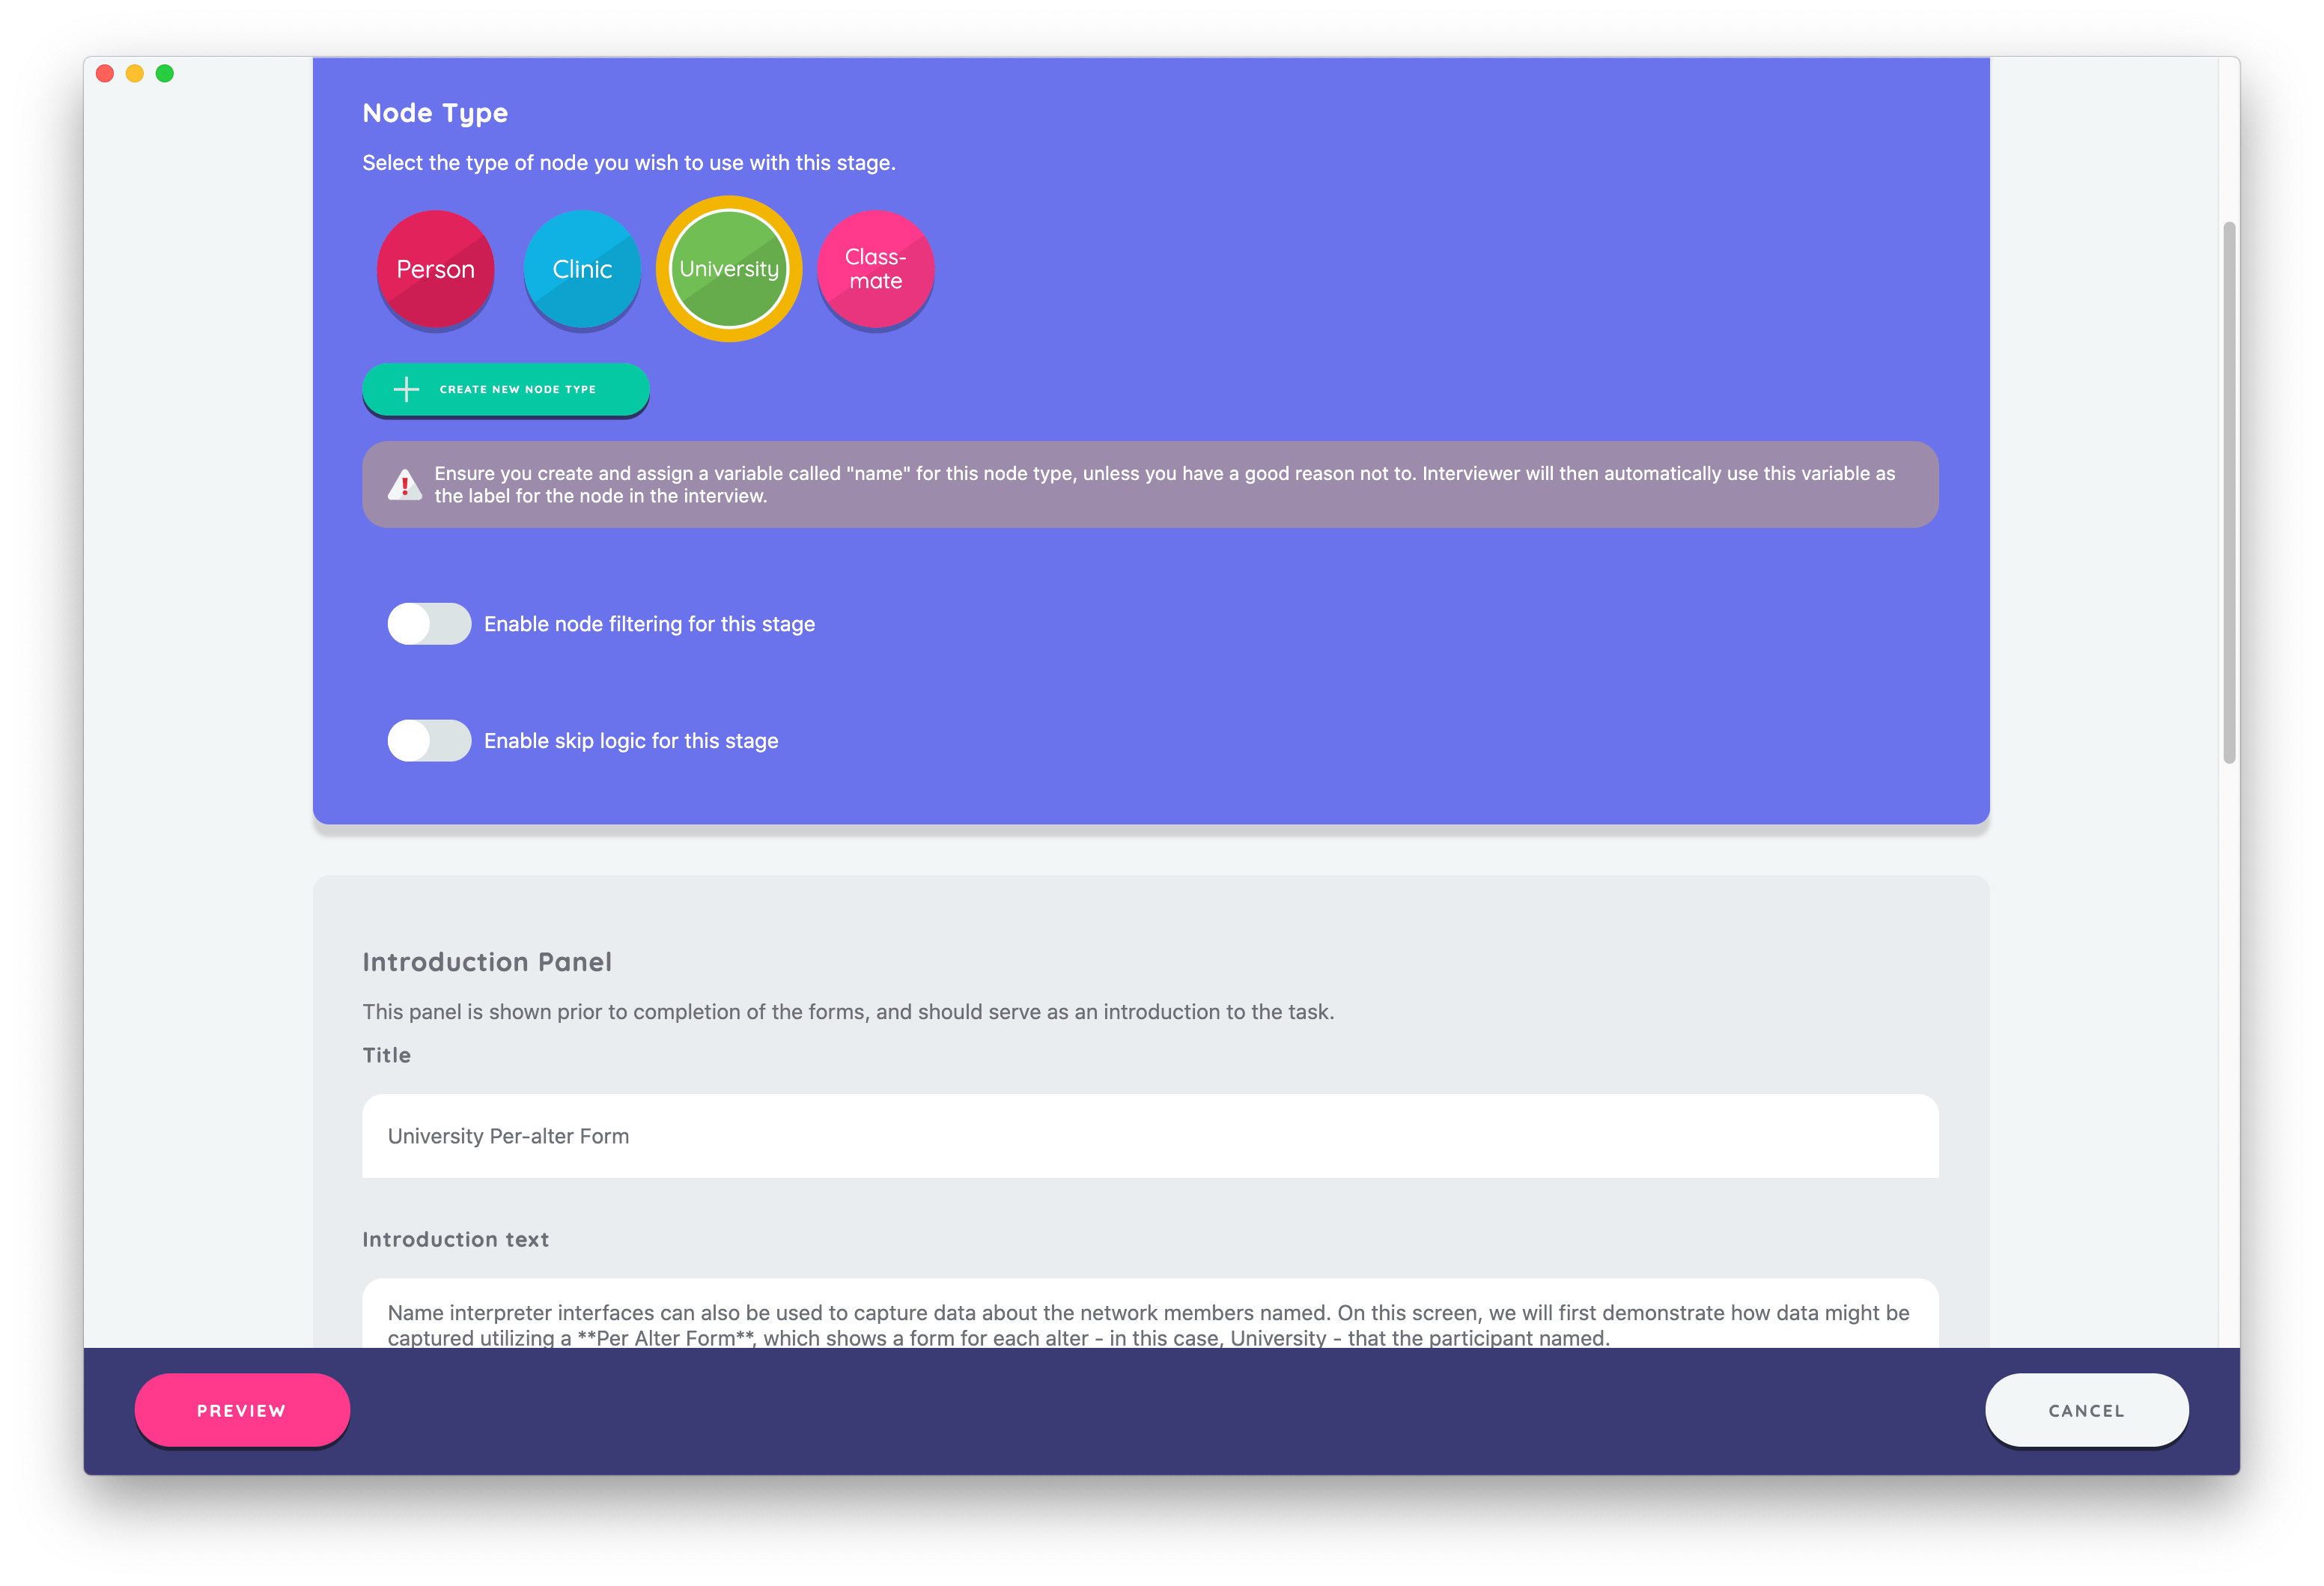 Node Type
Select the type of node you wish to use with this stage.
Person
Clinic
University
Class-
mate
CREATE NEW NODE TYPE
Ensure you create and assign a variable called "name" for this node type, unless you have a good reason not to. Interviewer will then automatically use this variable as
the label for the node in the interview.
Enable node filtering for this stage
Enable skip logic for this stage
Introduction Panel
This panel is shown prior to completion of the forms, and should serve as an introduction to the task.
Title
University Per-alter Form
Introduction text
Name interpreter interfaces can also be used to capture data about the network members named. On this screen, we will first demonstrate how data might be
captured utilizing a **Per Alter Form**, which shows a form for each alter - in this case, University - that the participant named.
PREVIEW
CANCEL